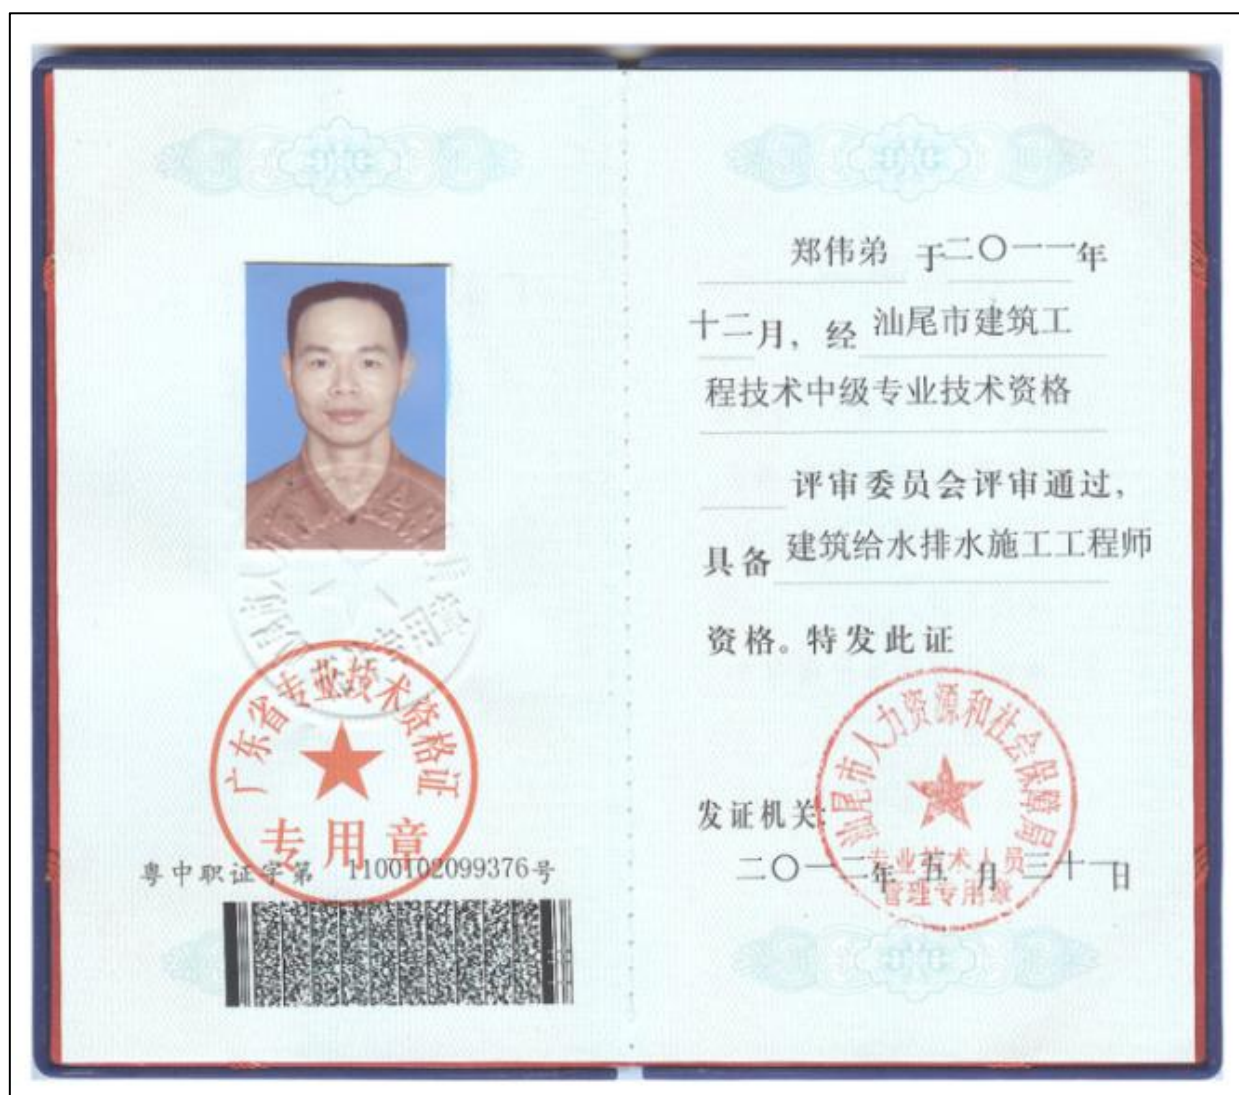 广东省专业技术资格证
专用章
粤中职证字第 1100102099376号
郑伟弟 于二〇一一年
十二月，经 汕尾市建筑工
程技术中级专业技术资格
评审委员会评审通过，
具备 建筑给水排水施工工程师
资格。特发此证
汕尾市人力资源和社会保障局
专业技术人员
管理专用章
发证机关:
二〇一二年 五 月 三十一日